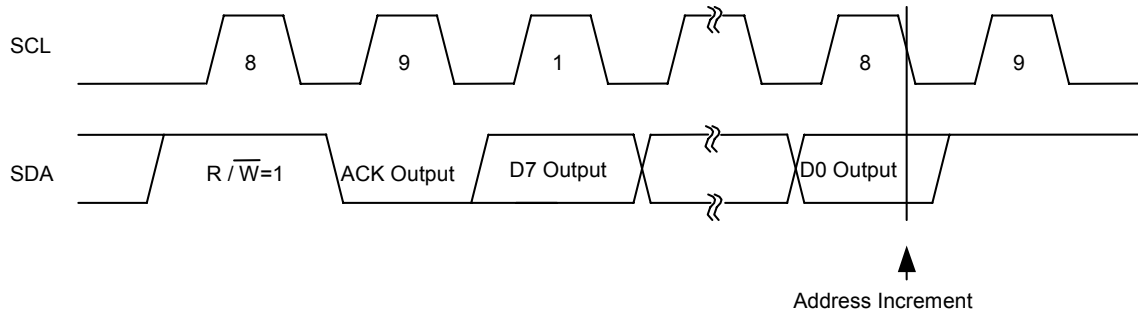 SCL
8 9 1 8 9
SDA
R / W̅=1 ACK Output D7 Output D0 Output
Address Increment